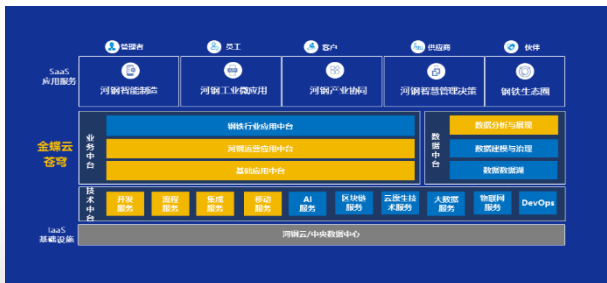 管理者 员工 客户 供应商 伙伴
SaaS
应用服务
河钢智能制造 河钢工业微应用 河钢产业协同 河钢智慧管理决策 钢铁生态圈
金蝶云
苍穹
业务中台
钢铁行业应用中台
河钢运营应用中台
基础应用中台
数据中台
数据分析与展现
数据建模与治理
数据数据湖
技术中台
开发
服务
流程
服务
集成
服务
移动
服务
AI
服务
区块链
服务
云原生技
术服务
大数据
服务
物联网
服务
DevOps
IaaS
基础设施
河钢云/中央数据中心